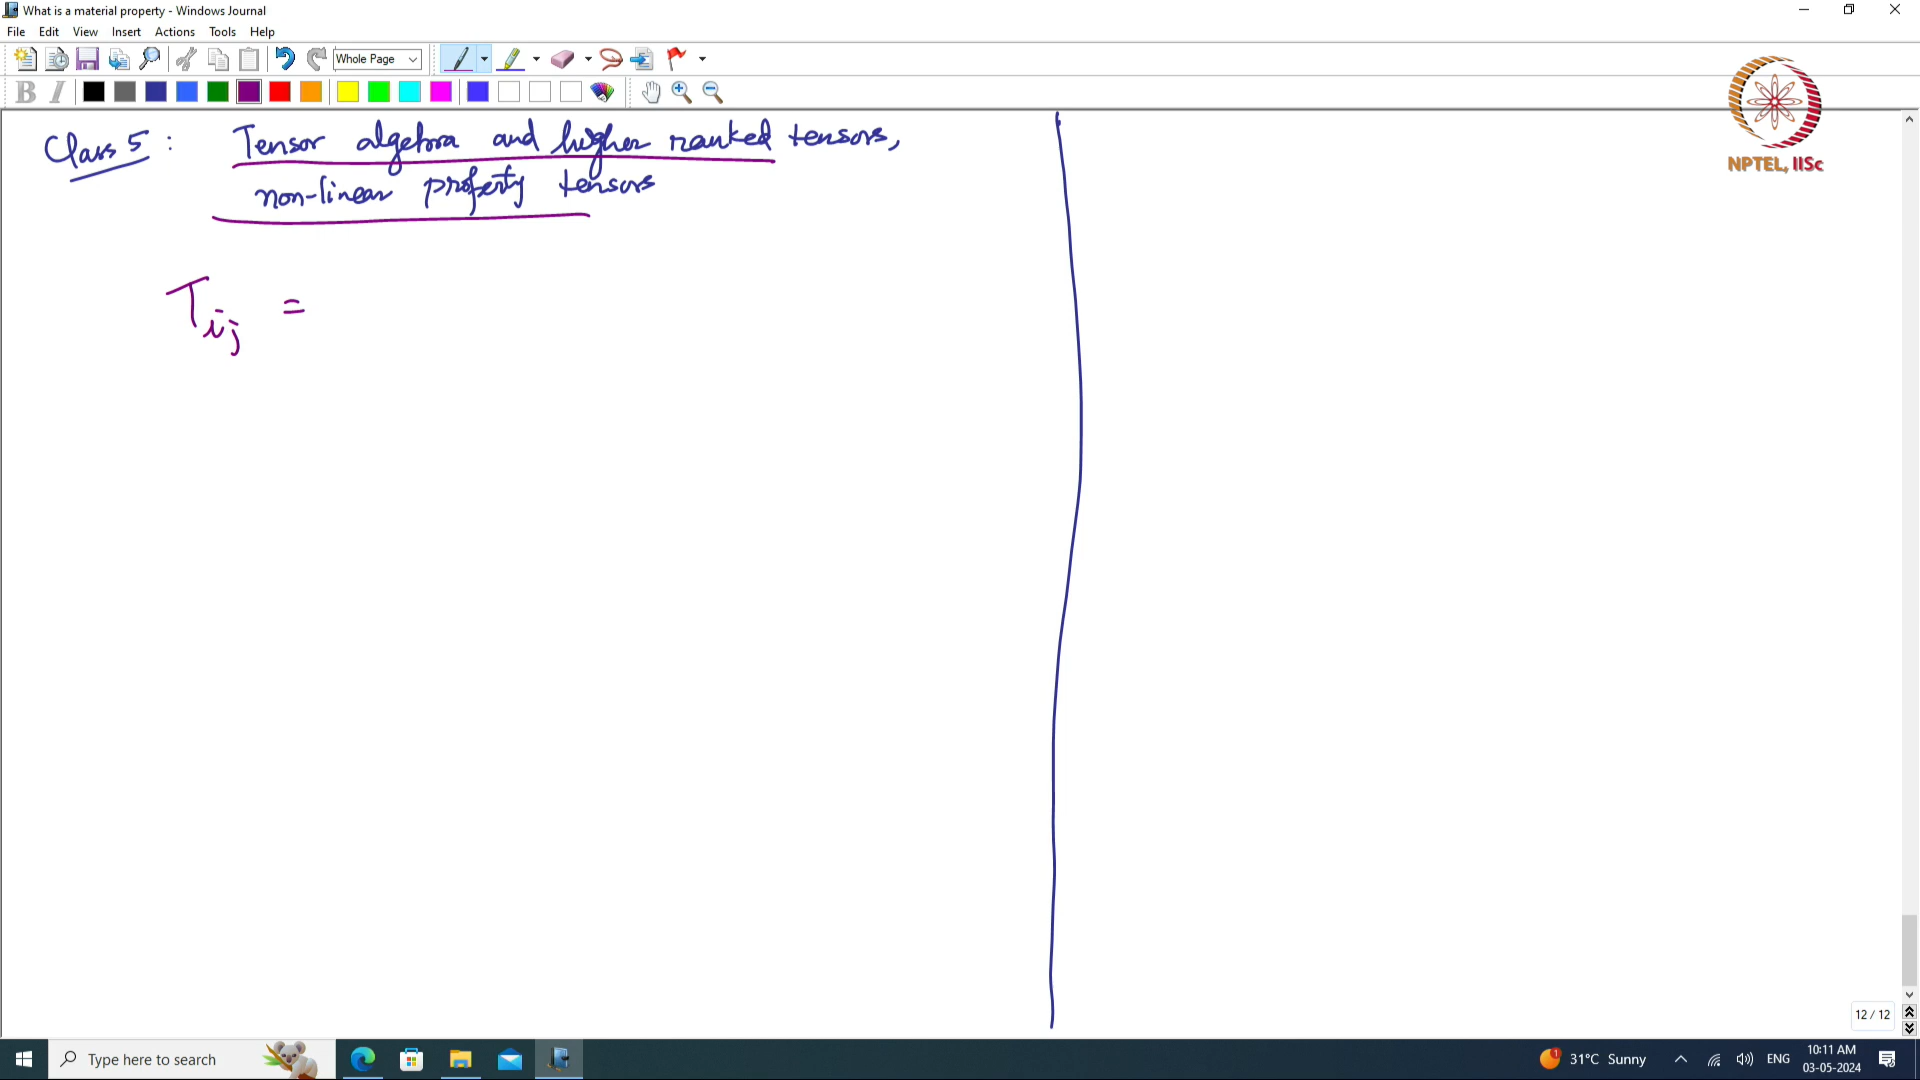 What is a material property - Windows Journal
File Edit View Insert Actions Tools Help
Whole Page
B I
NPTEL, IISc
Class 5 : Tensor algebra and higher ranked tensors,
non-linear property tensors
Tij =
12 / 12
Type here to search
1
31°C Sunny
ENG
10:11 AM
03-05-2024